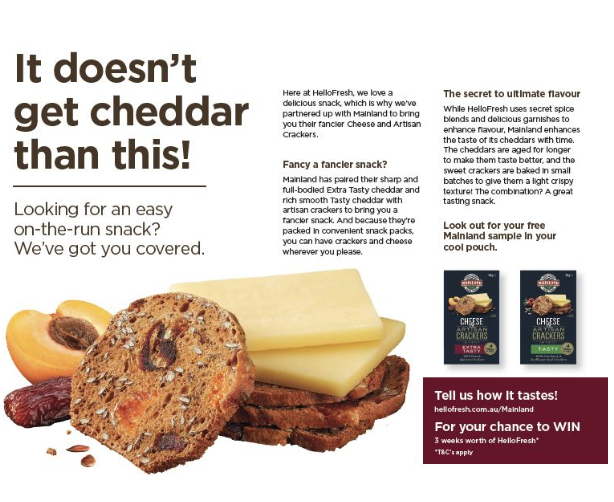 It doesn't
get cheddar
than this!
Looking for an easy
on-the-run snack?
We've got you covered.
Here at HelloFresh, we love a
delicious snack, which is why we've
partnered up with Mainland to bring
you their fancier Cheese and Artisan
Crackers.
Fancy a fancier snack?
Mainland has paired their sharp and
full-bodied Extra Tasty cheddar and
rich smooth Tasty cheddar with
artisan crackers to bring you a
fancier snack. And because they're
packed in convenient snack packs,
you can have crackers and cheese
wherever you please.
The secret to ultimate flavour
While HelloFresh uses secret spice
blends and delicious garnishes to
enhance flavour, Mainland enhances
the taste of its cheddars with time.
The cheddars are aged for longer
to make them taste better, and the
sweet crackers are baked in small
batches to give them a light crispy
texture! The combination? A great
tasting snack.
Look out for your free
Mainland sample in your
cool pouch.
MAINLAND
CHEESE
ARTISAN
CRACKERS
EXTRA
TASTY
MAINLAND
CHEESE
ARTISAN
CRACKERS
TASTY
Tell us how it tastes!
hellofresh.com.au/Mainland
For your chance to WIN
3 weeks worth of HelloFresh*
*T&C's apply